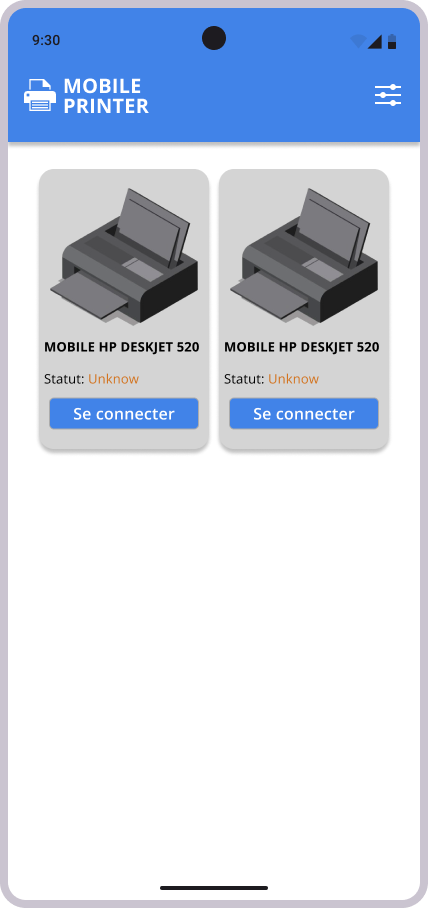 9:30
MOBILE
PRINTER
MOBILE HP DESKJET 520
Statut: Unknow
Se connecter
MOBILE HP DESKJET 520
Statut: Unknow
Se connecter